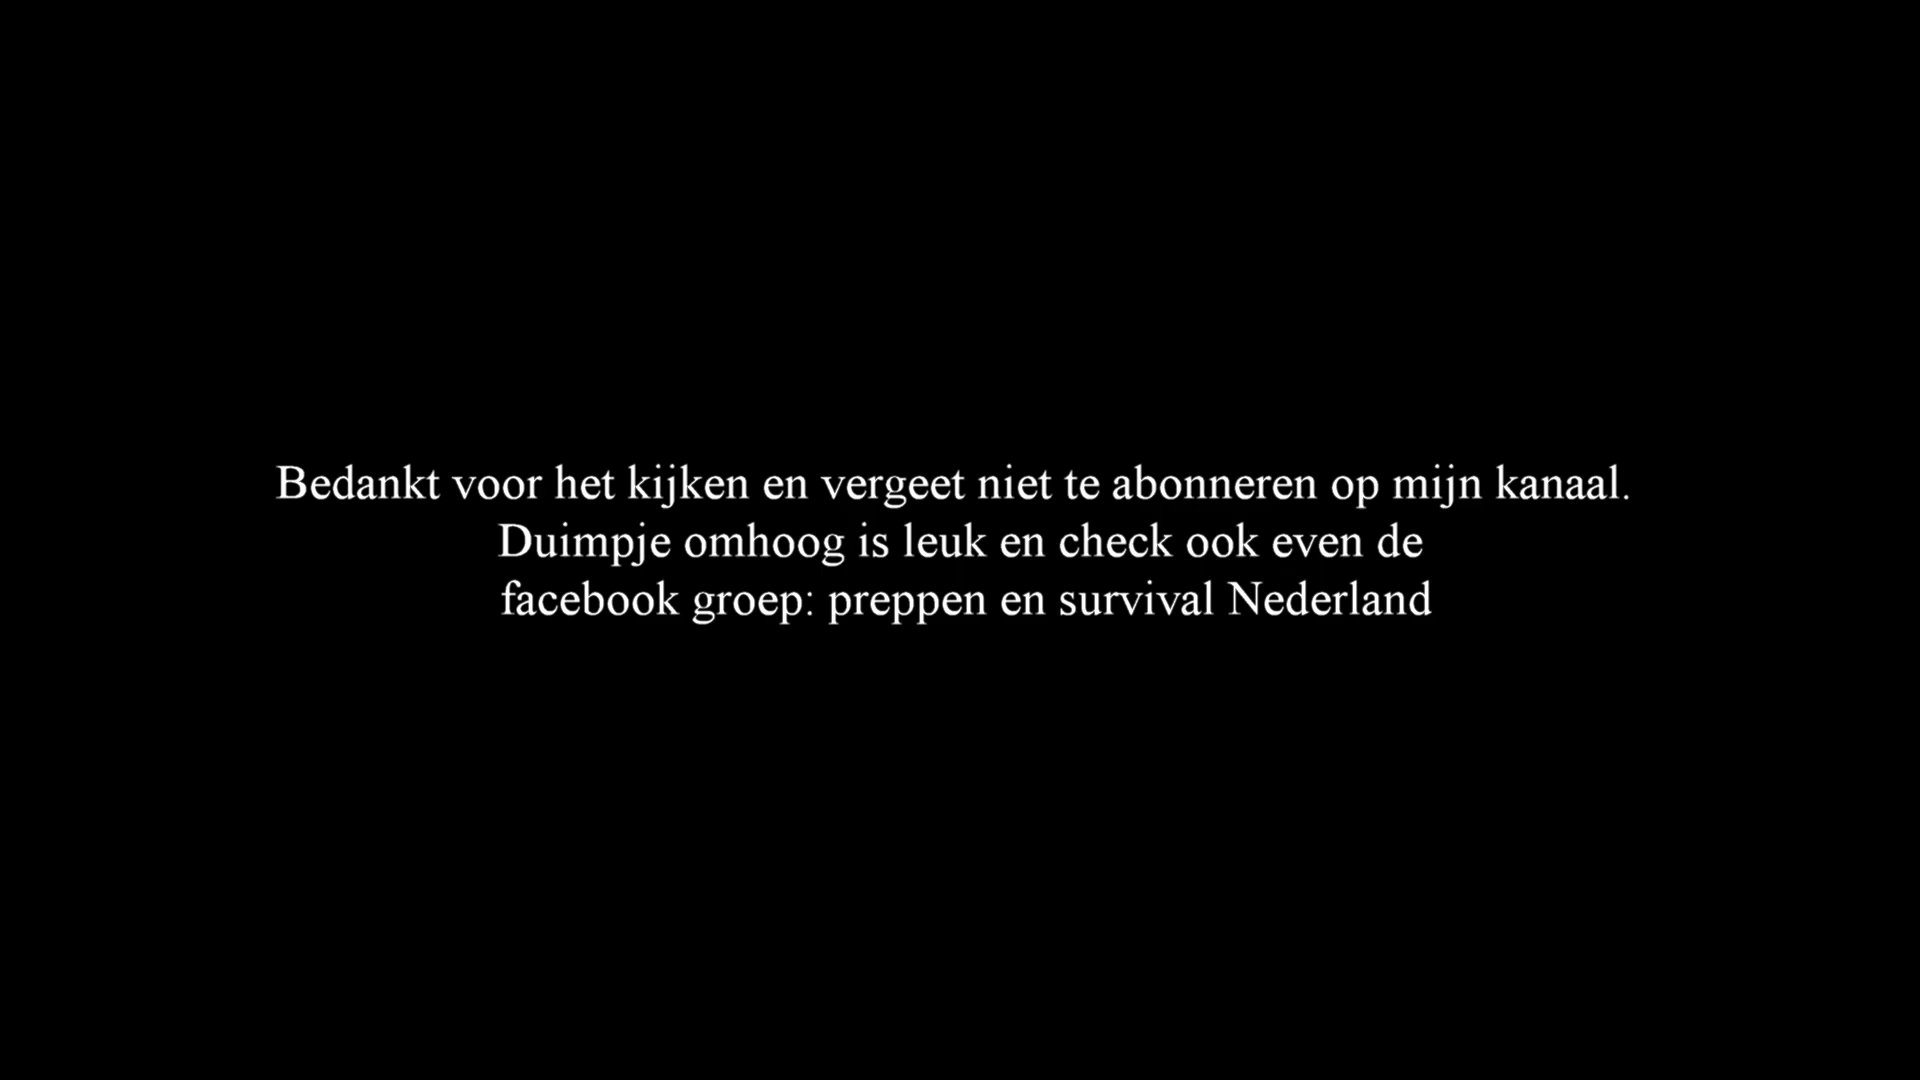 Bedankt voor het kijken en vergeet niet te abonneren op mijn kanaal.
Duimpje omhoog is leuk en check ook even de
facebook groep: preppen en survival Nederland